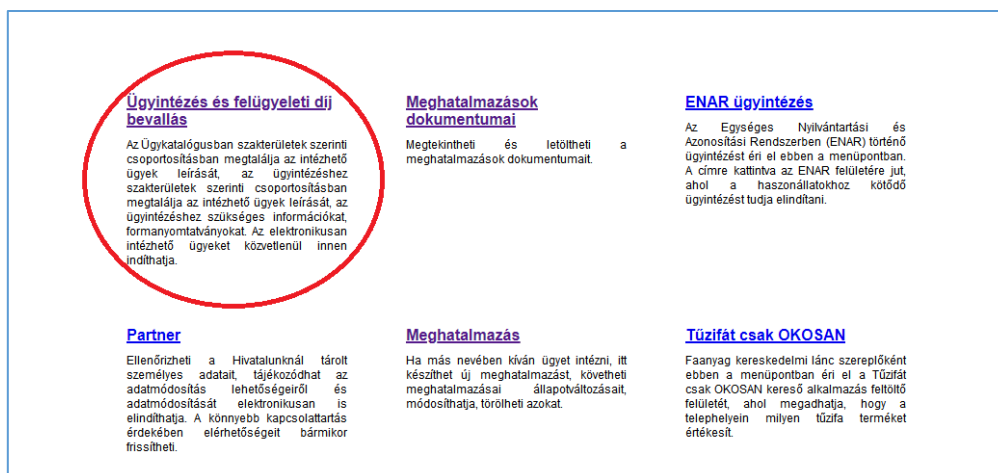 Ügyintézés és felügyeleti díj
bevallás
Az Ügykatalógusban szakterületek szerinti
csoportosításban megtalálja az intézhető
ügyek leírását, az ügyintézéshez
szakterületek szerinti csoportosításban
megtalálja az intézhető ügyek leírását, az
ügyintézéshez szükséges információkat,
formanyomtatványokat. Az elektronikusan
intézhető ügyeket közvetlenül innen
indíthatja.
Meghatalmazások
dokumentumai
Megtekintheti és letöltheti a
meghatalmazások dokumentumait.
ENAR ügyintézés
Az Egységes Nyilvántartási és
Azonosítási Rendszerben (ENAR) történő
ügyintézést éri el ebben a menüpontban.
A címre kattintva az ENAR felületére jut,
ahol a haszonállatokhoz kötődő
ügyintézést tudja elindítani.
Partner
Ellenőrizheti a Hivatalunknál tárolt
személyes adatait, tájékozódhat az
adatmódosítás lehetőségeiről és
adatmódosítását elektronikusan is
elindíthatja. A könnyebb kapcsolattartás
érdekében elérhetőségeit bármikor
frissítheti.
Meghatalmazás
Ha más nevében kíván ügyet intézni, itt
készíthet új meghatalmazást, követheti
meghatalmazásai állapotváltozásait,
módosíthatja, törölheti azokat.
Tűzifát csak OKOSAN
Faanyag kereskedelmi lánc szereplőként
ebben a menüpontban éri el a Tűzifát
csak OKOSAN kereső alkalmazás feltöltő
felületét, ahol megadhatja, hogy a
telephelyein milyen tűzifa terméket
értékesít.